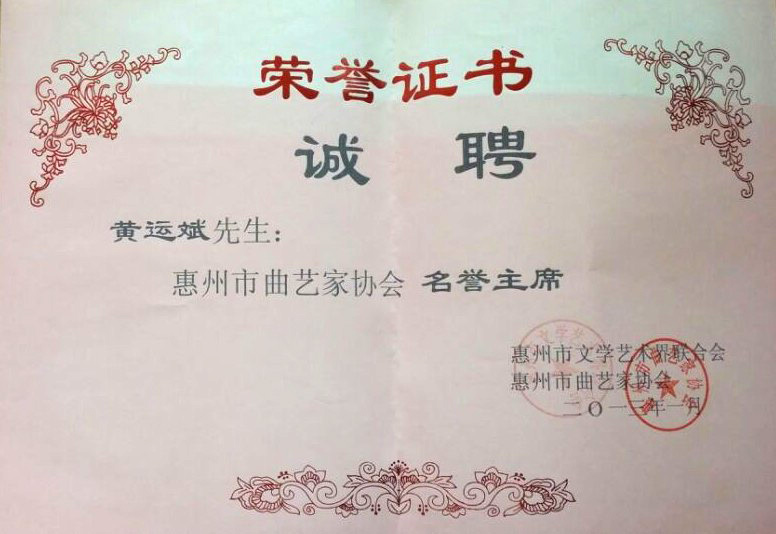 荣誉证书
诚聘
黄运斌先生：
惠州市曲艺家协会 名誉主席
惠州市文学艺术界联合会
惠州市曲艺家协会
二〇一三年一月